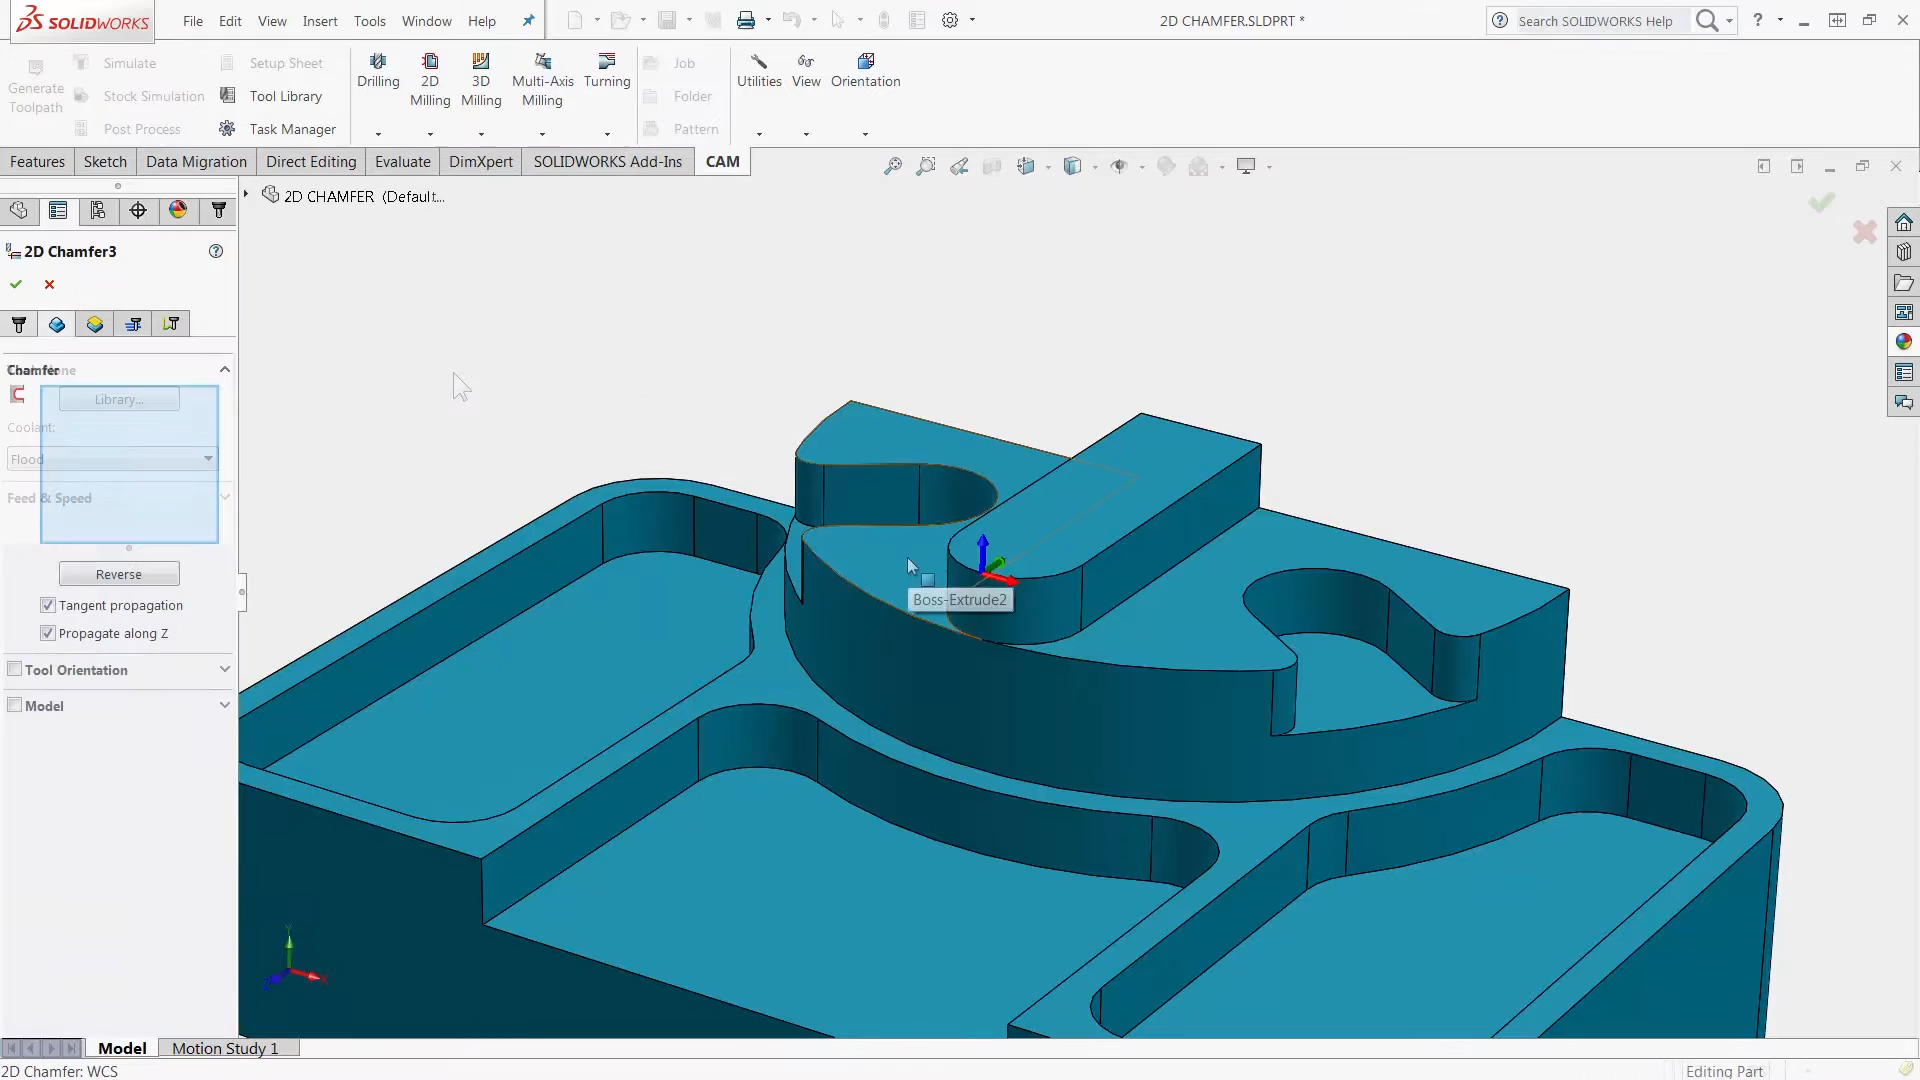 SOLIDWORKS
File Edit View Insert Tools Window Help
2D CHAMFER.SLDPRT *
Search SOLIDWORKS Help
Generate Toolpath
Simulate
Stock Simulation
Post Process
Setup Sheet
Tool Library
Task Manager
Drilling
2D Milling
3D Milling
Multi-Axis Milling
Turning
Job
Folder
Pattern
Utilities
View
Orientation
Features Sketch Data Migration Direct Editing Evaluate DimXpert SOLIDWORKS Add-Ins CAM
2D CHAMFER (Default...
2D Chamfer3
Chamfer
Library...
Coolant:
Flood
Feed & Speed
Reverse
Tangent propagation
Propagate along Z
Tool Orientation
Model
Boss-Extrude2
Y
X
Z
Model Motion Study 1
2D Chamfer: WCS
Editing Part